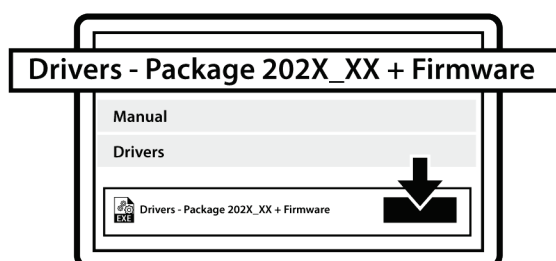 Drivers - Package 202X_XX + Firmware
Manual
Drivers
EXE Drivers - Package 202X_XX + Firmware